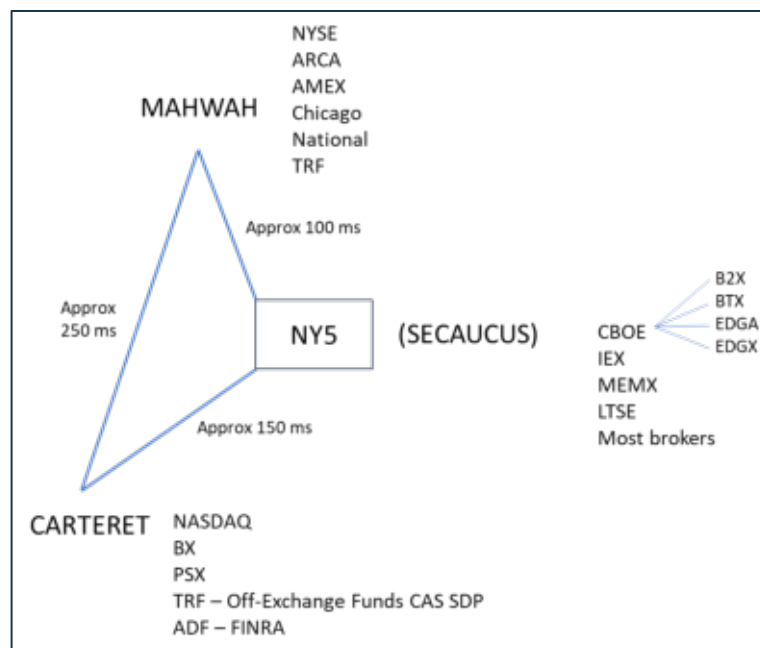 NYSE
ARCA
AMEX
MAHWAH
Chicago
National
TRF
Approx 100 ms
Approx
250 ms
NY5
(SECAUCUS)
CBOE
B2X
BTX
EDGA
EDGX
IEX
MEMX
LTSE
Most brokers
Approx 150 ms
CARTERET
NASDAQ
BX
PSX
TRF – Off-Exchange Funds CAS SDP
ADF – FINRA